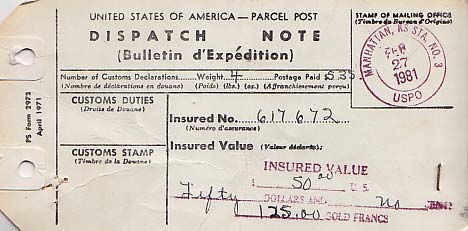 UNITED STATES OF AMERICA — PARCEL POST
DISPATCH NOTE
(Bulletin d'Expédition)
STAMP OF MAILING OFFICE
(Timbre du Bureau d'Origine)
MANHATTAN, KS STA. NO. 3
FEB
27
1981
USPO
Number of Customs Declarations Weight 4 Postage Paid 535
(Nombre de déclarations en douane) (Poids) (lbs.) (oz.) (Affranchissement perçu)
PS Form 2972
April 1971
CUSTOMS DUTIES
(Droits de Douane)
Insured No. 617672
(Numéro d'assurance)
CUSTOMS STAMP
(Timbre de la Douane)
Insured Value (Valeur déclarée):
INSURED VALUE
$ 50 00 U.S.
Fifty DOLLARS AND no
125.00 GOLD FRANCS